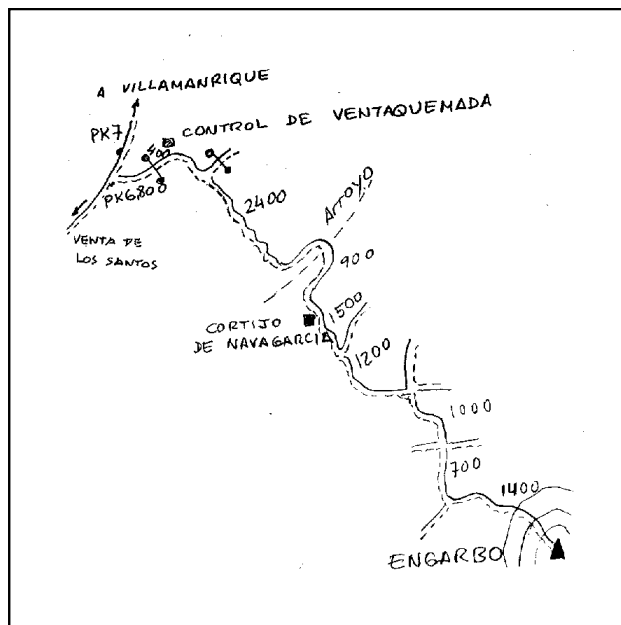 A VILLAMANRIQUE
PK7
400
CONTROL DE VENTAQUEMADA
PK6800
2400
ARROYO
VENTA DE
LOS SANTOS
900
1500
CORTIJO
DE NAVAGARCIA
1200
1000
700
1400
ENGARBO